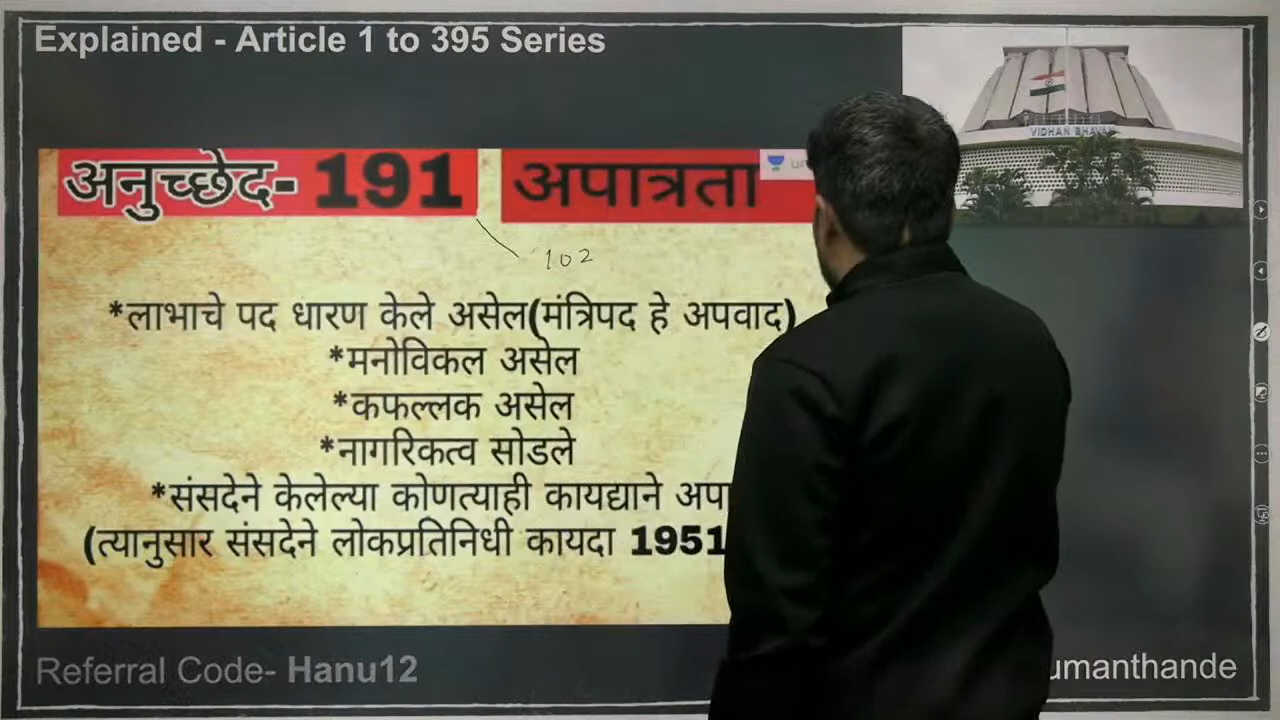 Explained - Article 1 to 395 Series
VIDHAN BHAVAN
अनुच्छेद- 191 अपात्रता
102
*लाभाचे पद धारण केले असेल(मंत्रिपद हे अपवाद)
*मनोविकल असेल
*कफल्लक असेल
*नागरिकत्व सोडले
*संसदेने केलेल्या कोणत्याही कायद्याने
(त्यानुसार संसदेने लोकप्रतिनिधी कायदा 1951
Referral Code- Hanu12
umanthande